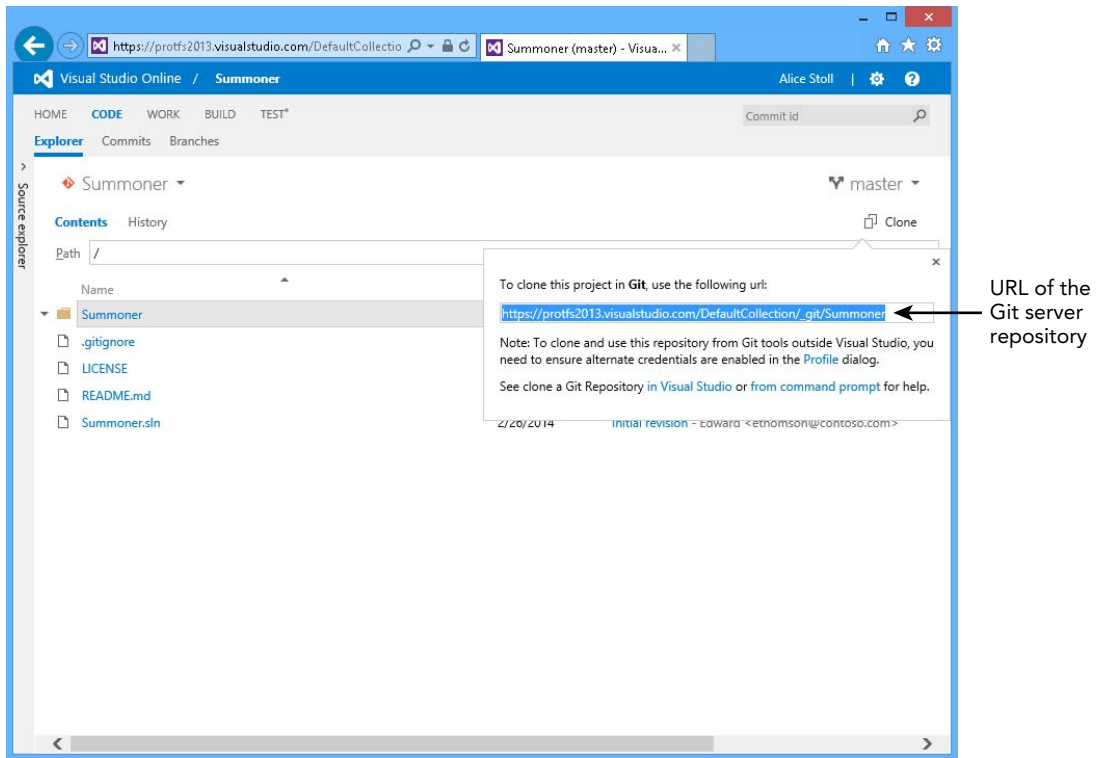 https://protfs2013.visualstudio.com/DefaultCollectio
Summoner (master) - Visua...
Visual Studio Online / Summoner
Alice Stoll |
HOME CODE WORK BUILD TEST*
Commit id
Explorer Commits Branches
Source explorer
Summoner
master
Contents History
Clone
Path /
Name
Summoner
.gitignore
LICENSE
README.md
Summoner.sln
2/26/2014 Initial revision - Edward <ethomson@contoso.com>
To clone this project in Git, use the following url:
https://protfs2013.visualstudio.com/DefaultCollection/_git/Summoner
Note: To clone and use this repository from Git tools outside Visual Studio, you
need to ensure alternate credentials are enabled in the Profile dialog.
See clone a Git Repository in Visual Studio or from command prompt for help.
URL of the
Git server
repository